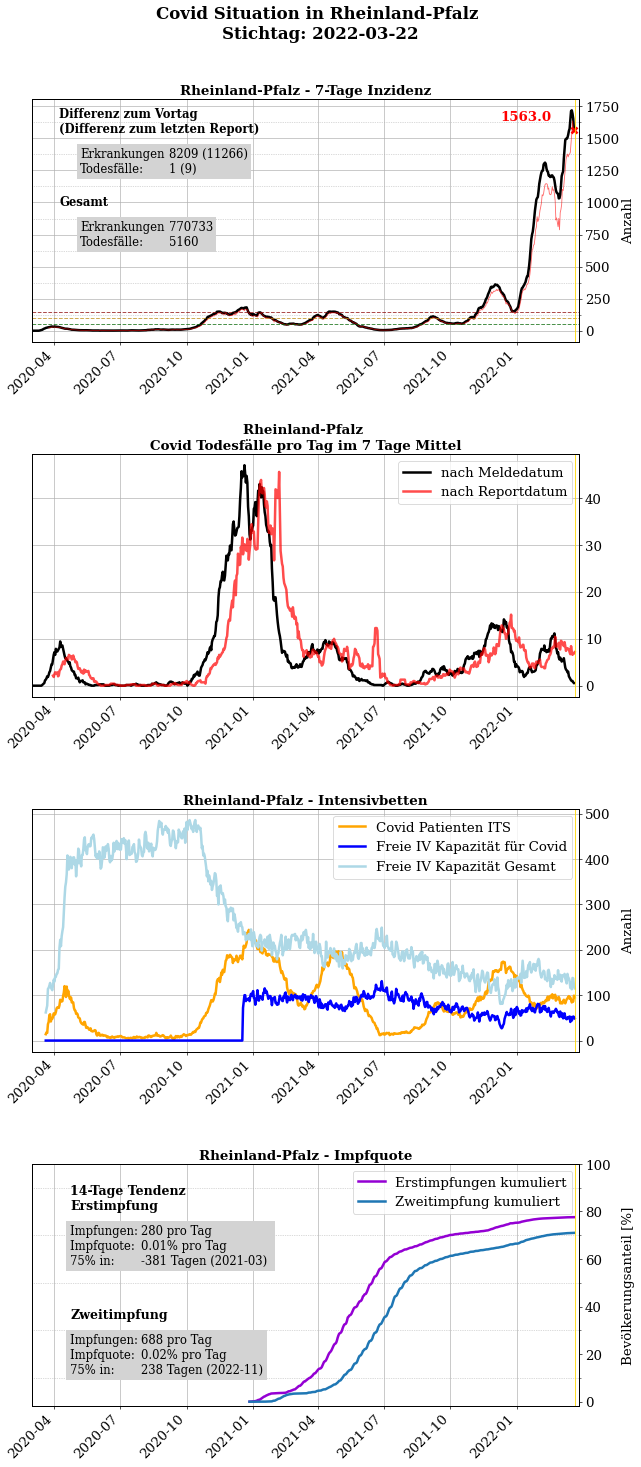 Covid Situation in Rheinland-Pfalz
Stichtag: 2022-03-22
Rheinland-Pfalz - 7-Tage Inzidenz
Differenz zum Vortag
(Differenz zum letzten Report)
Erkrankungen 8209 (11266)
Todesfälle: 1 (9)
Gesamt
Erkrankungen 770733
Todesfälle: 5160
1563.0
1750
1500
1250
1000
750
500
250
0
Anzahl
2020-04
2020-07
2020-10
2021-01
2021-04
2021-07
2021-10
2022-01
Rheinland-Pfalz
Covid Todesfälle pro Tag im 7 Tage Mittel
nach Meldedatum
nach Reportdatum
40
30
20
10
0
2020-04
2020-07
2020-10
2021-01
2021-04
2021-07
2021-10
2022-01
Rheinland-Pfalz - Intensivbetten
Covid Patienten ITS
Freie IV Kapazität für Covid
Freie IV Kapazität Gesamt
500
400
300
200
100
0
Anzahl
2020-04
2020-07
2020-10
2021-01
2021-04
2021-07
2021-10
2022-01
Rheinland-Pfalz - Impfquote
14-Tage Tendenz
Erstimpfung
Impfungen: 280 pro Tag
Impfquote: 0.01% pro Tag
75% in: -381 Tagen (2021-03)
Zweitimpfung
Impfungen: 688 pro Tag
Impfquote: 0.02% pro Tag
75% in: 238 Tagen (2022-11)
Erstimpfungen kumuliert
Zweitimpfung kumuliert
100
80
60
40
20
0
Bevölkerungsanteil [%]
2020-04
2020-07
2020-10
2021-01
2021-04
2021-07
2021-10
2022-01